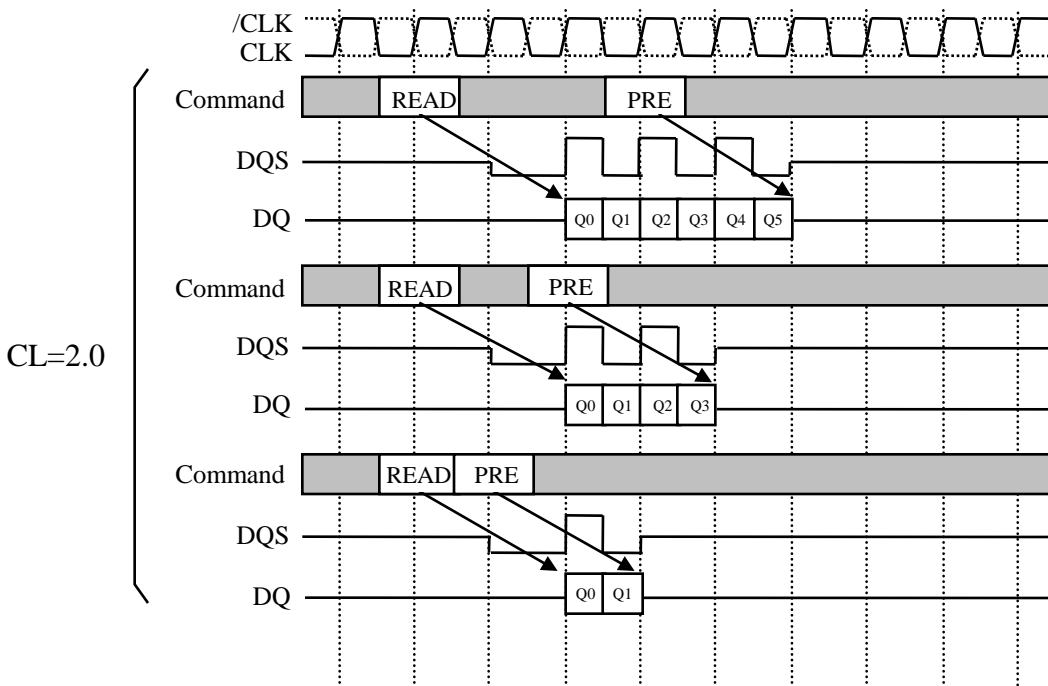 /CLK
CLK
Command READ PRE
DQS
DQ Q0 Q1 Q2 Q3 Q4 Q5
Command READ PRE
CL=2.0
DQS
DQ Q0 Q1 Q2 Q3
Command READ PRE
DQS
DQ Q0 Q1